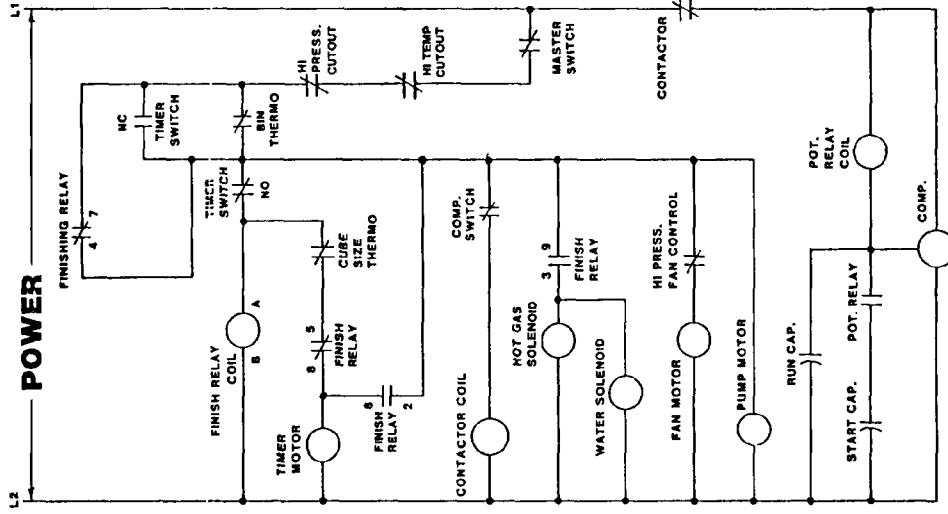 POWER
L1
L2
FINISHING RELAY
4
7
NC
TIMER
SWITCH
HI
PRESS.
CUTOUT
HI TEMP
CUTOUT
MASTER
SWITCH
CONTACTOR
BIN
THERMO
TIMER
SWITCH
NO
FINISH RELAY
COIL
B
A
CUBE
SIZE
THERMO
8
5
FINISH
RELAY
TIMER
MOTOR
FINISH
RELAY
8
2
COMP.
SWITCH
CONTACTOR COIL
HOT GAS
SOLENOID
3
9
FINISH
RELAY
WATER SOLENOID
HI PRESS.
FAN CONTROL
FAN MOTOR
PUMP MOTOR
RUN CAP.
POT.
RELAY
COIL
START CAP.
POT. RELAY
COMP.